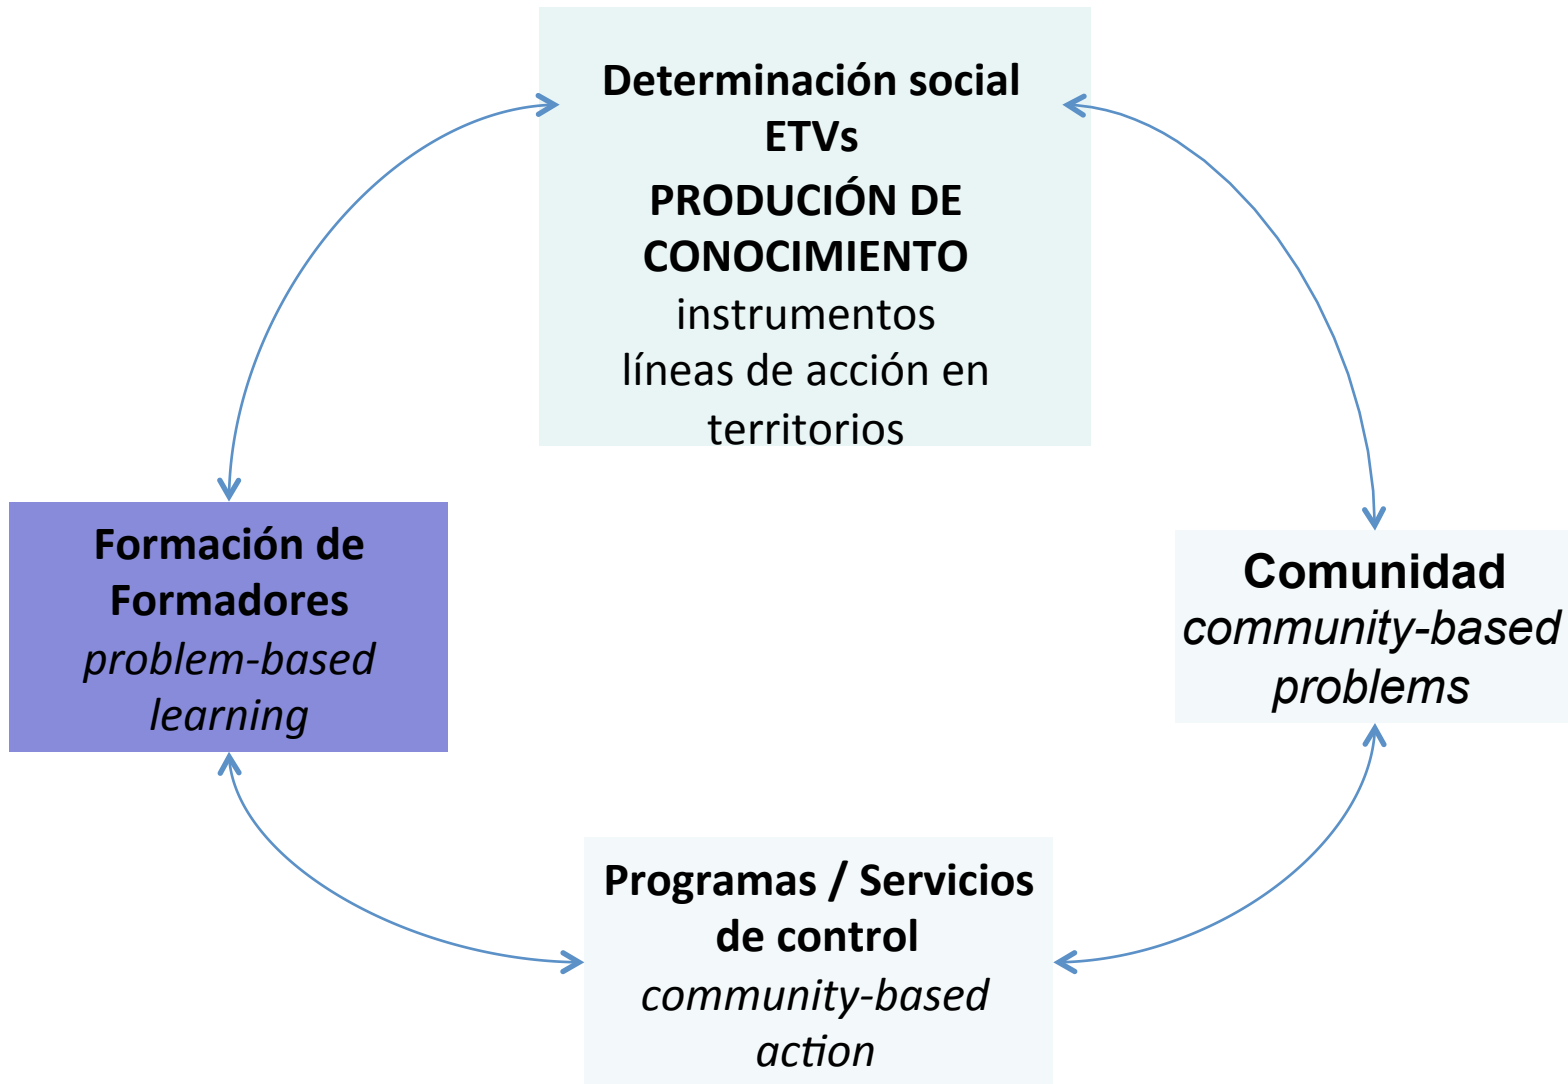 Determinación social
ETVs
PRODUCIÓN DE
CONOCIMIENTO
instrumentos
líneas de acción en
territorios
Formación de
Formadores
problem-based
learning
Comunidad
community-based
problems
Programas / Servicios
de control
community-based
action